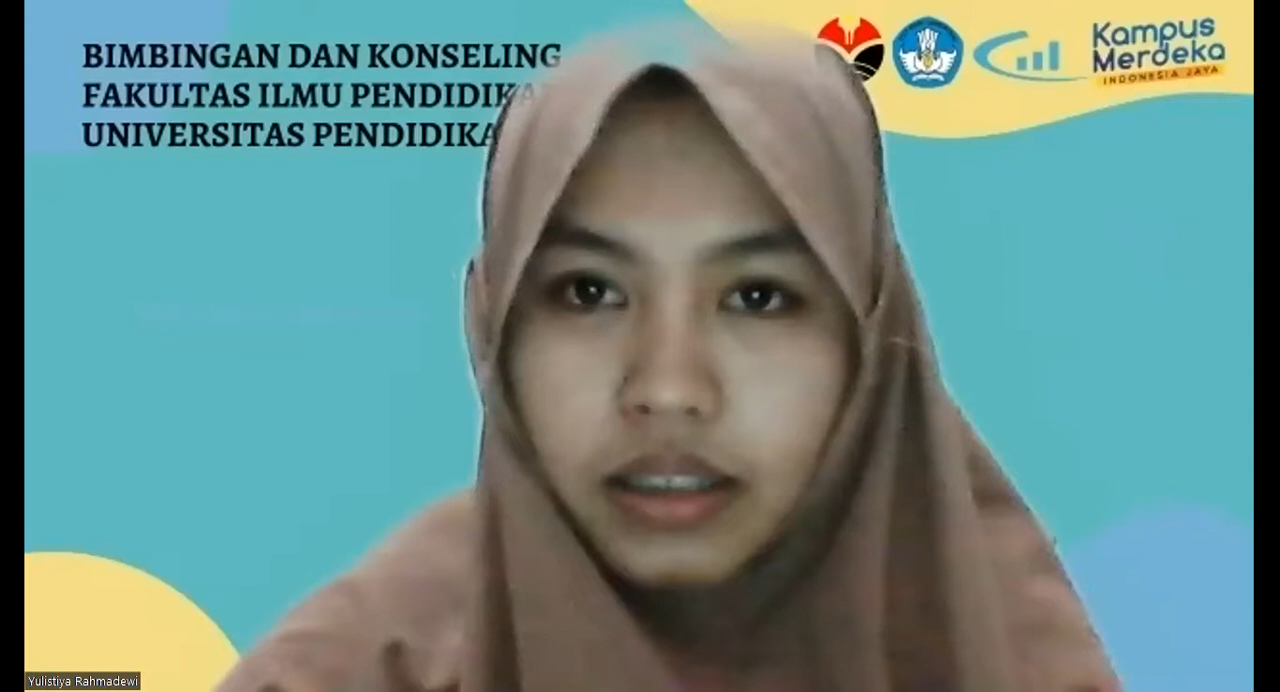 BIMBINGAN DAN KONSELING
FAKULTAS ILMU PENDIDIKA
UNIVERSITAS PENDIDIKA
Kampus
Merdeka
INDONESIA JAYA
Yulistiya Rahmadewi